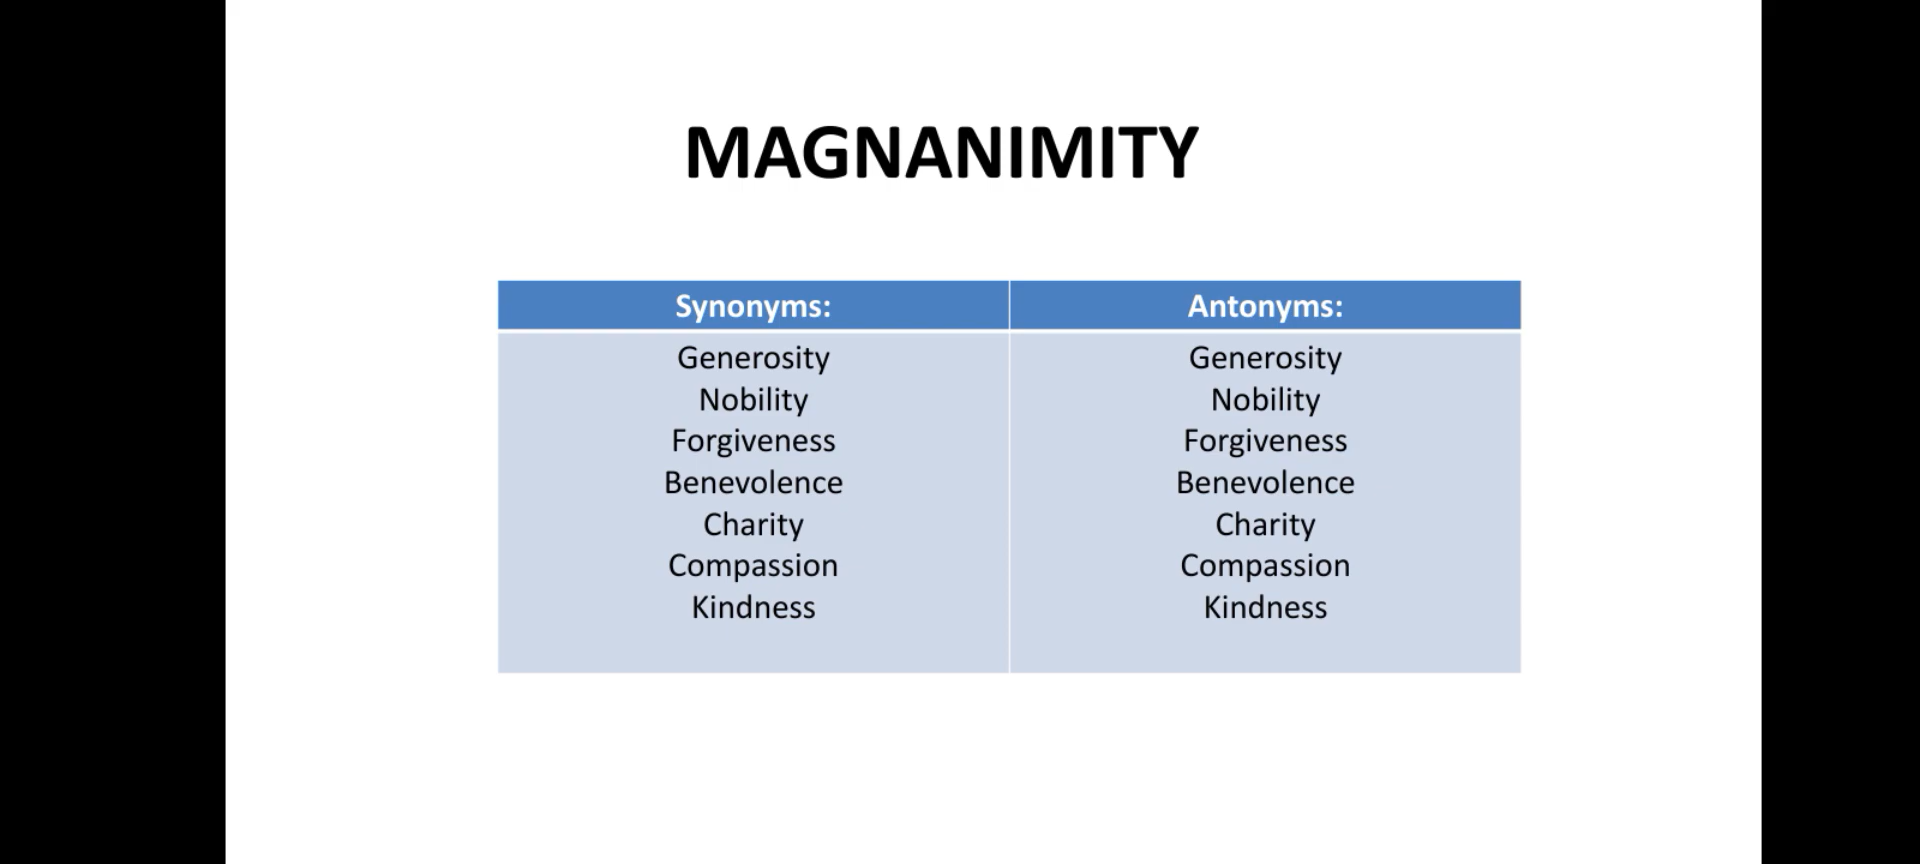 MAGNANIMITY
Synonyms: Antonyms:
Generosity Generosity
Nobility Nobility
Forgiveness Forgiveness
Benevolence Benevolence
Charity Charity
Compassion Compassion
Kindness Kindness